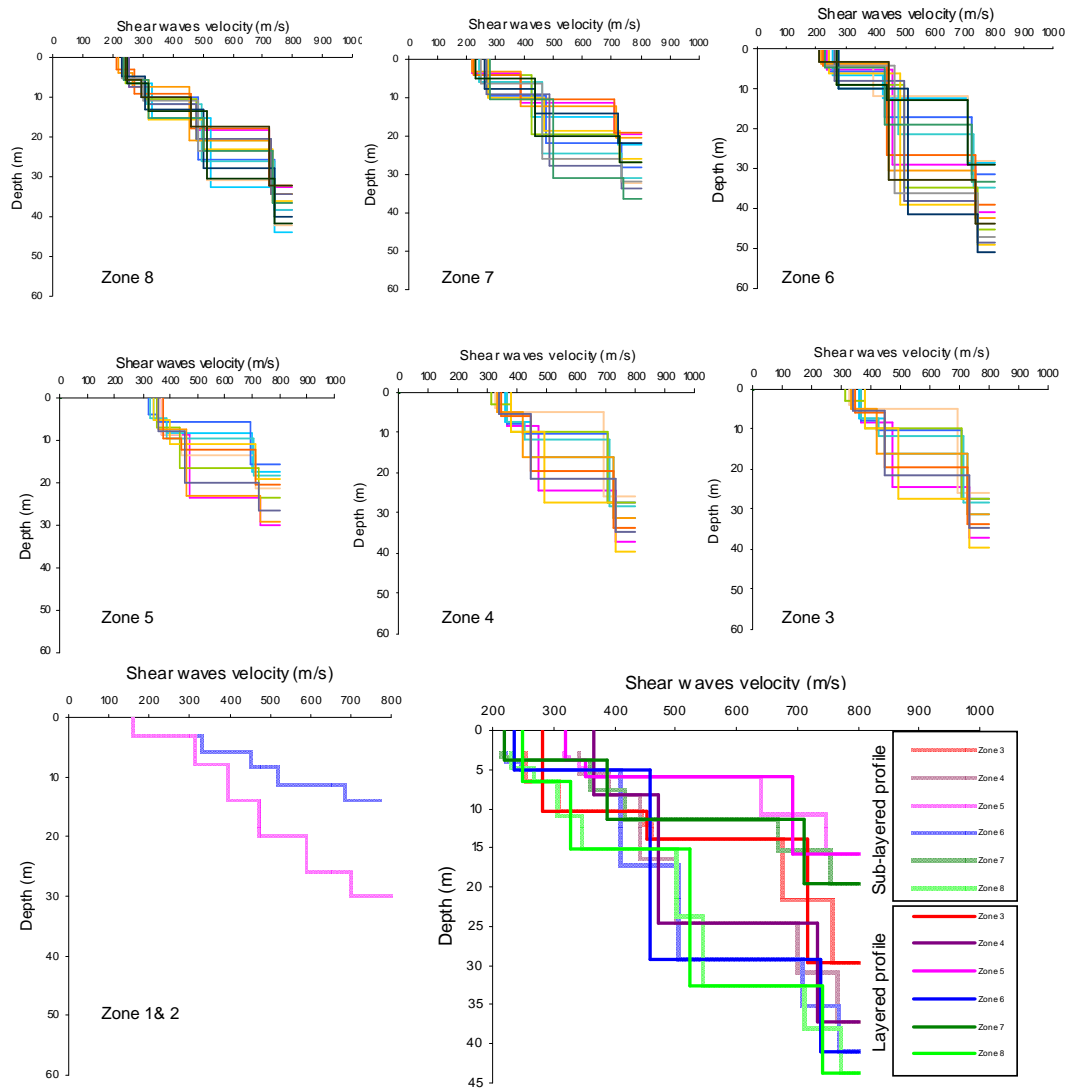 Shear waves velocity (m/s)
0 100 200 300 400 500 600 700 800 900 1000
0
10
20
30
40
50
60
Depth (m)
Zone 8
Shear waves velocity (m/s)
0 100 200 300 400 500 600 700 800 900 1000
0
10
20
30
40
50
60
Depth (m)
Zone 7
Shear waves velocity (m/s)
0 100 200 300 400 500 600 700 800 900 1000
0
10
20
30
40
50
60
Depth (m)
Zone 6
Shear waves velocity (m/s)
0 100 200 300 400 500 600 700 800 900 1000
0
10
20
30
40
50
60
Depth (m)
Zone 5
Shear waves velocity (m/s)
0 100 200 300 400 500 600 700 800 900 1000
0
10
20
30
40
50
60
Depth (m)
Zone 4
Shear waves velocity (m/s)
0 100 200 300 400 500 600 700 800 900 1000
0
10
20
30
40
50
60
Depth (m)
Zone 3
Shear waves velocity (m/s)
0 100 200 300 400 500 600 700 800
0
10
20
30
40
50
60
Depth (m)
Zone 1& 2
Shear waves velocity (m/s)
200 300 400 500 600 700 800 900 1000
0
5
10
15
20
25
30
35
40
45
Depth (m)
Sub-layered profile
Zone 3
Zone 4
Zone 5
Zone 6
Zone 7
Zone 8
Layered profile
Zone 3
Zone 4
Zone 5
Zone 6
Zone 7
Zone 8